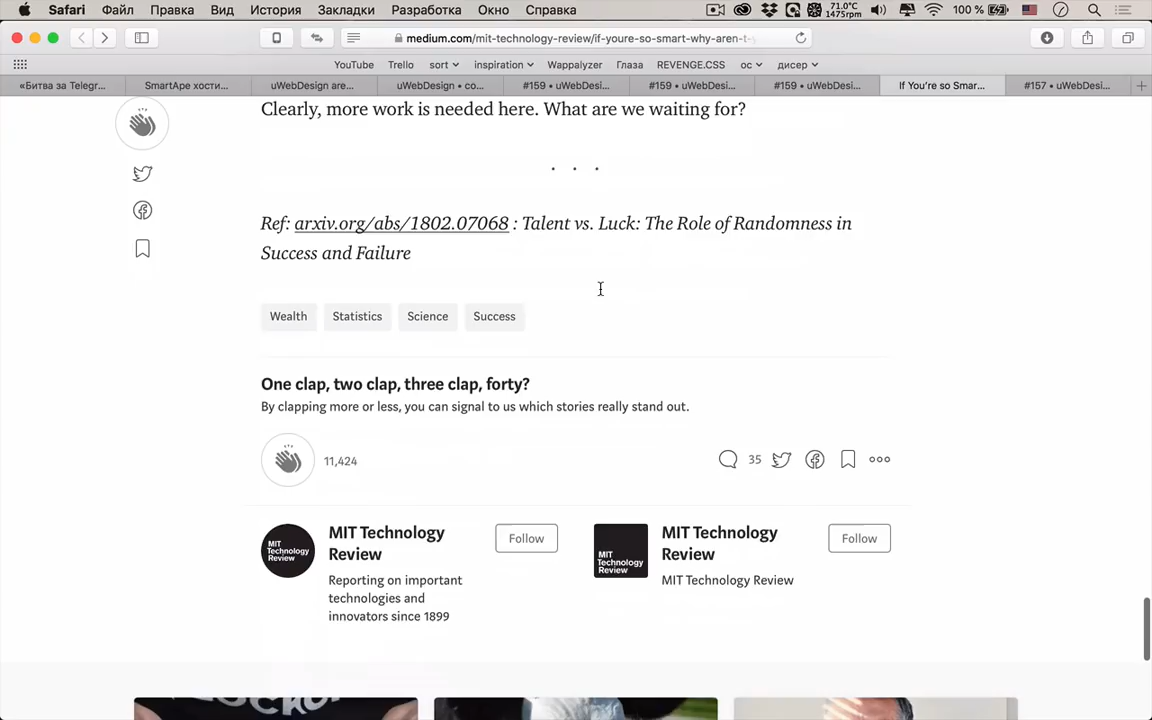 Safari Файл Правка Вид История Закладки Разработка Окно Справка 71.0°C 1475rpm 100 %
medium.com/mit-technology-review/if-youre-so-smart-why-aren-t-
YouTube Trello sort inspiration Wappalyzer Глаза REVENGE.CSS ос дисер
«Битва за Telegr... SmartApe хости... uWebDesign are... uWebDesign • co... #159 • uWebDesi... #159 • uWebDesi... #159 • uWebDesi... If You're so Smar... #157 • uWebDesi...
Clearly, more work is needed here. What are we waiting for?
. . .
Ref: arxiv.org/abs/1802.07068 : Talent vs. Luck: The Role of Randomness in
Success and Failure
Wealth Statistics Science Success
One clap, two clap, three clap, forty?
By clapping more or less, you can signal to us which stories really stand out.
11,424 35
MIT Technology Review
Follow
Reporting on important
technologies and
innovators since 1899
MIT Technology Review
MIT Technology
Review
Follow
MIT Technology Review